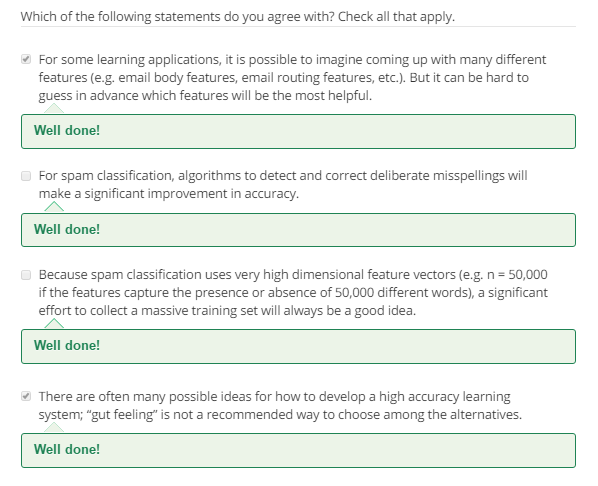 Which of the following statements do you agree with? Check all that apply.
For some learning applications, it is possible to imagine coming up with many different
features (e.g. email body features, email routing features, etc.). But it can be hard to
guess in advance which features will be the most helpful.
Well done!
For spam classification, algorithms to detect and correct deliberate misspellings will
make a significant improvement in accuracy.
Well done!
Because spam classification uses very high dimensional feature vectors (e.g. n = 50,000
if the features capture the presence or absence of 50,000 different words), a significant
effort to collect a massive training set will always be a good idea.
Well done!
There are often many possible ideas for how to develop a high accuracy learning
system; “gut feeling” is not a recommended way to choose among the alternatives.
Well done!